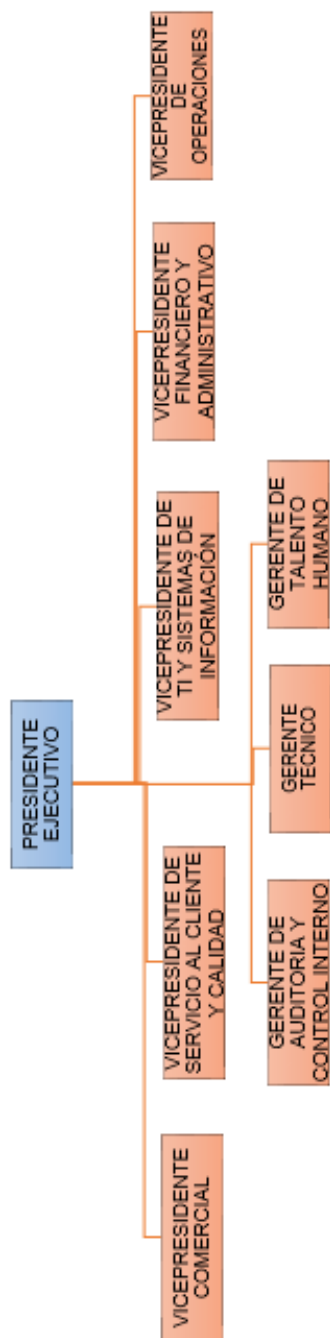 PRESIDENTE
EJECUTIVO
VICEPRESIDENTE
COMERCIAL
VICEPRESIDENTE DE
SERVICIO AL CLIENTE
Y CALIDAD
VICEPRESIDENTE DE
TI Y SISTEMAS DE
INFORMACIÓN
VICEPRESIDENTE
FINANCIERO Y
ADMINISTRATIVO
VICEPRESIDENTE
DE
OPERACIONES
GERENTE DE
AUDITORIA Y
CONTROL INTERNO
GERENTE
TECNICO
GERENTE DE
TALENTO
HUMANO